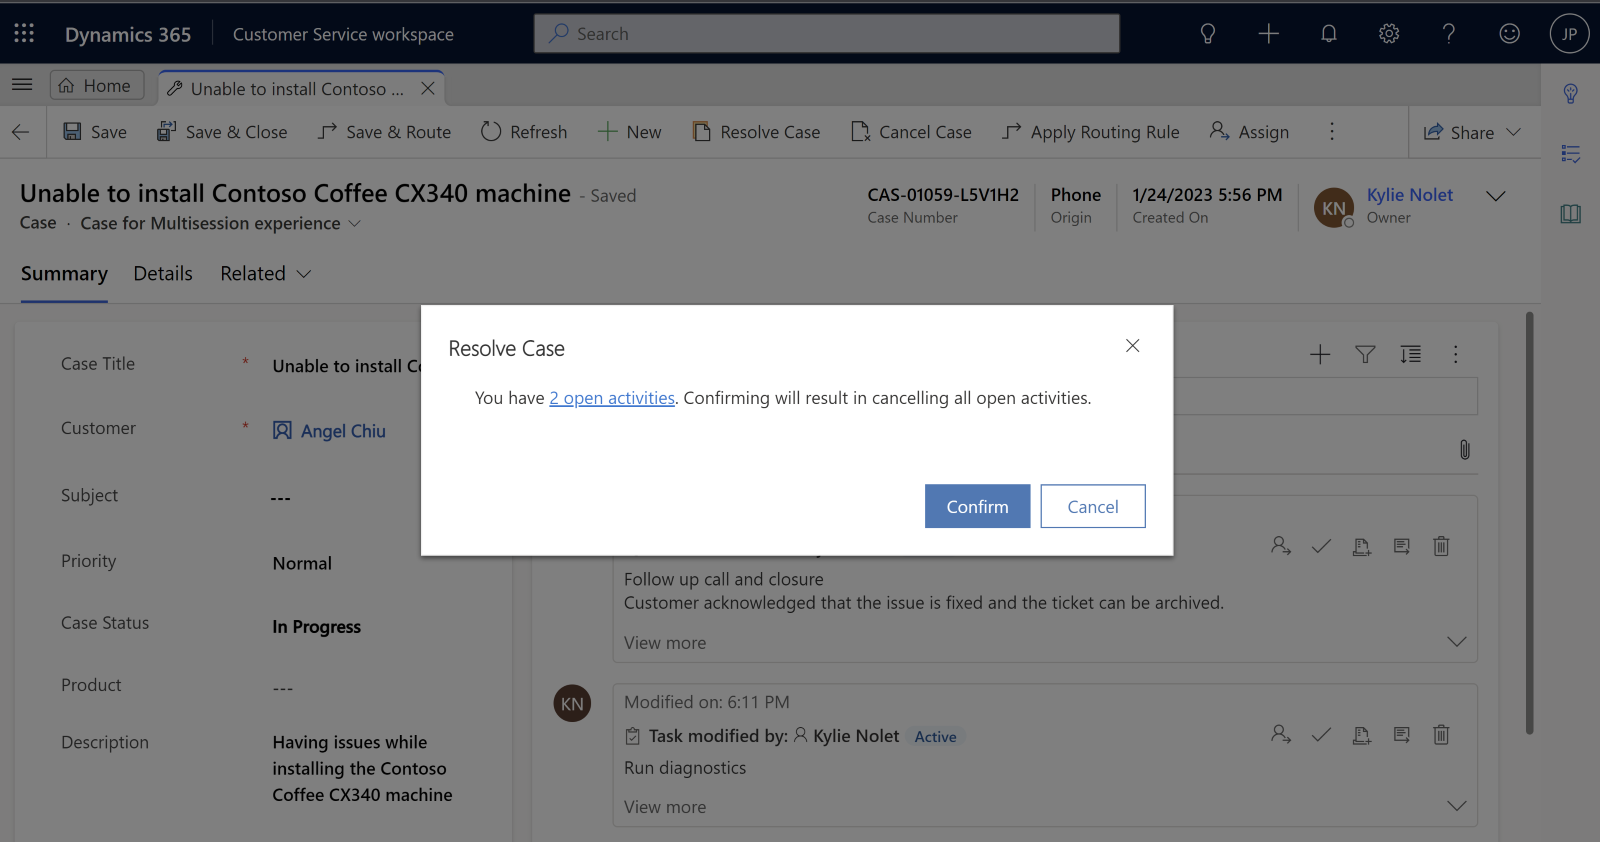 Dynamics 365
Customer Service workspace
Search
JP
Home
Unable to install Contoso ...
Save
Save & Close
Save & Route
Refresh
New
Resolve Case
Cancel Case
Apply Routing Rule
Assign
Share
Unable to install Contoso Coffee CX340 machine - Saved
Case · Case for Multisession experience
CAS-01059-L5V1H2
Case Number
Phone
Origin
1/24/2023 5:56 PM
Created On
KN
Kylie Nolet
Owner
Summary
Details
Related
Resolve Case
You have 2 open activities. Confirming will result in cancelling all open activities.
Confirm
Cancel
Case Title *
Unable to install
Customer *
Angel Chiu
Subject
---
Priority
Normal
Case Status
In Progress
Product
---
Description
Having issues while
installing the Contoso
Coffee CX340 machine
Follow up call and closure
Customer acknowledged that the issue is fixed and the ticket can be archived.
View more
KN
Modified on: 6:11 PM
Task modified by: Kylie Nolet Active
Run diagnostics
View more